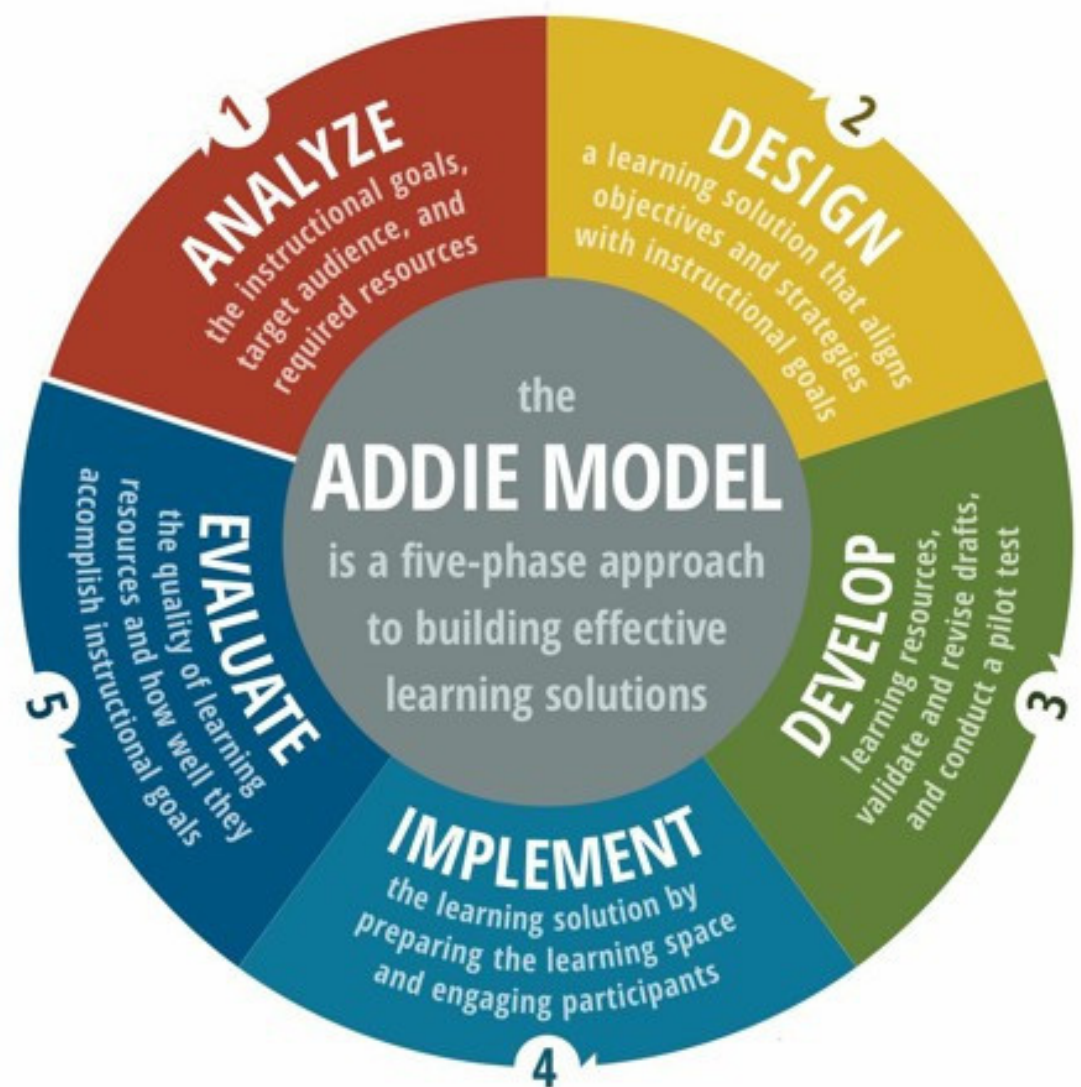 the
ADDIE MODEL
is a five-phase approach
to building effective
learning solutions
1
ANALYZE
the instructional goals,
target audience, and
required resources
2
DESIGN
a learning solution that aligns
objectives and strategies
with instructional goals
3
DEVELOP
learning resources,
validate and revise drafts,
and conduct a pilot test
4
IMPLEMENT
the learning solution by
preparing the learning space
and engaging participants
5
EVALUATE
the quality of learning
resources and how well they
accomplish instructional goals